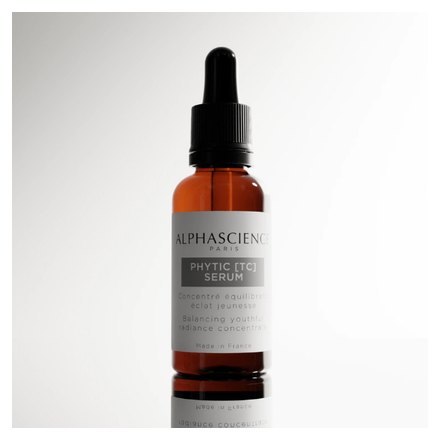 ALPHASCIENCE
PARIS
PHYTIC [TC]
SERUM
Concentré équilibrant
éclat jeunesse
Balancing youthful
radiance concentrate
Made in France